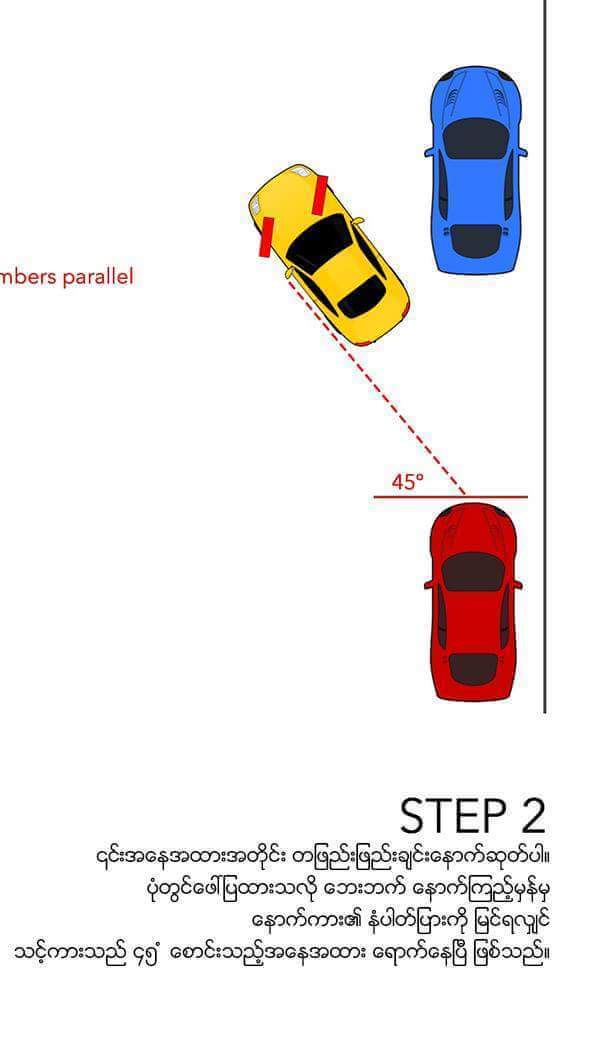 mbers parallel
45°
STEP 2
၎င်းအနေအထားအတိုင်း တဖြည်းဖြည်းချင်းနောက်ဆုတ်ပါ။
ပုံတွင်ဖေါ်ပြထားသလို ဘေးဘက် နောက်ကြည့်မှန်မှ
နောက်ကား၏ နံပါတ်ပြားကို မြင်ရလျှင်
သင့်ကားသည် ၄၅ံ စောင်းသည့်အနေအထား ရောက်နေပြီ ဖြစ်သည်။